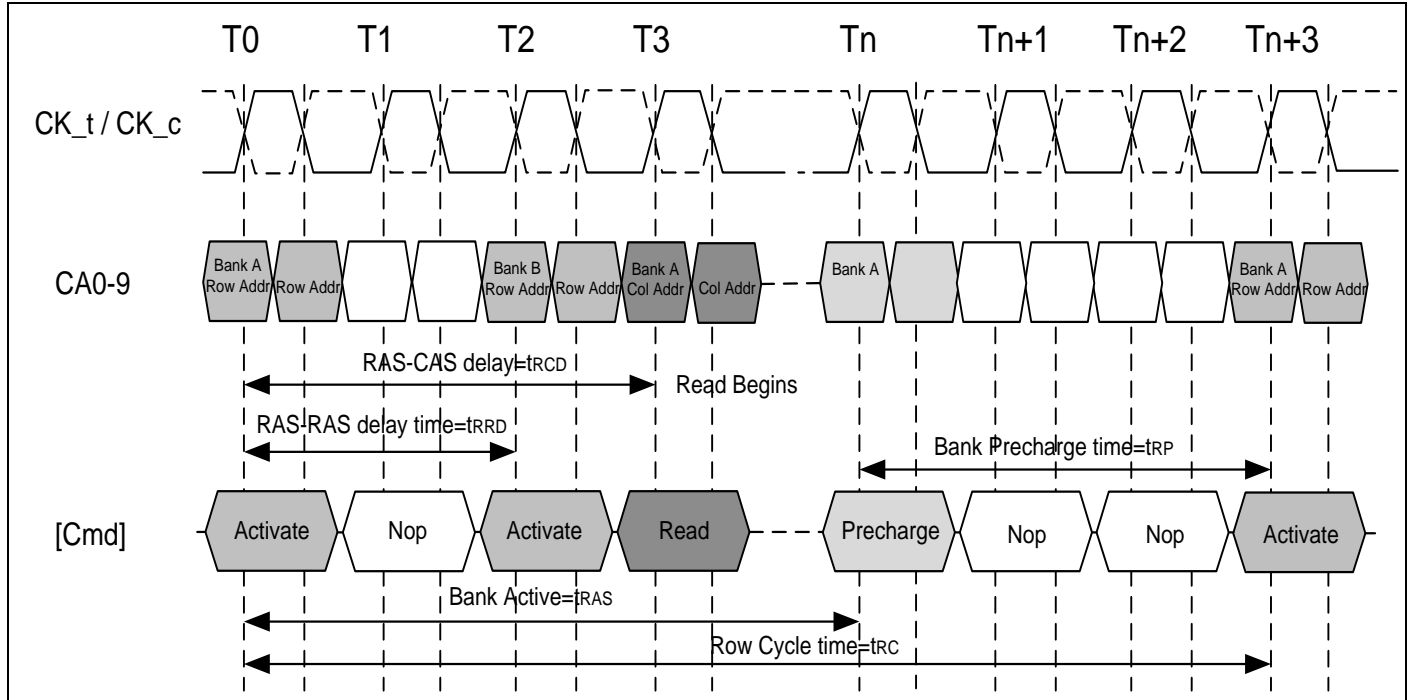 T0 T1 T2 T3 Tn Tn+1 Tn+2 Tn+3
CK_t / CK_c
CA0-9
Bank A
Row Addr
Row Addr
Bank B
Row Addr
Row Addr
Bank A
Col Addr
Col Addr
Bank A
Bank A
Row Addr
Row Addr
RAS-CAS delay=tRCD
Read Begins
RAS-RAS delay time=tRRD
Bank Precharge time=tRP
[Cmd]
Activate
Nop
Activate
Read
Precharge
Nop
Nop
Activate
Bank Active=tRAS
Row Cycle time=tRC